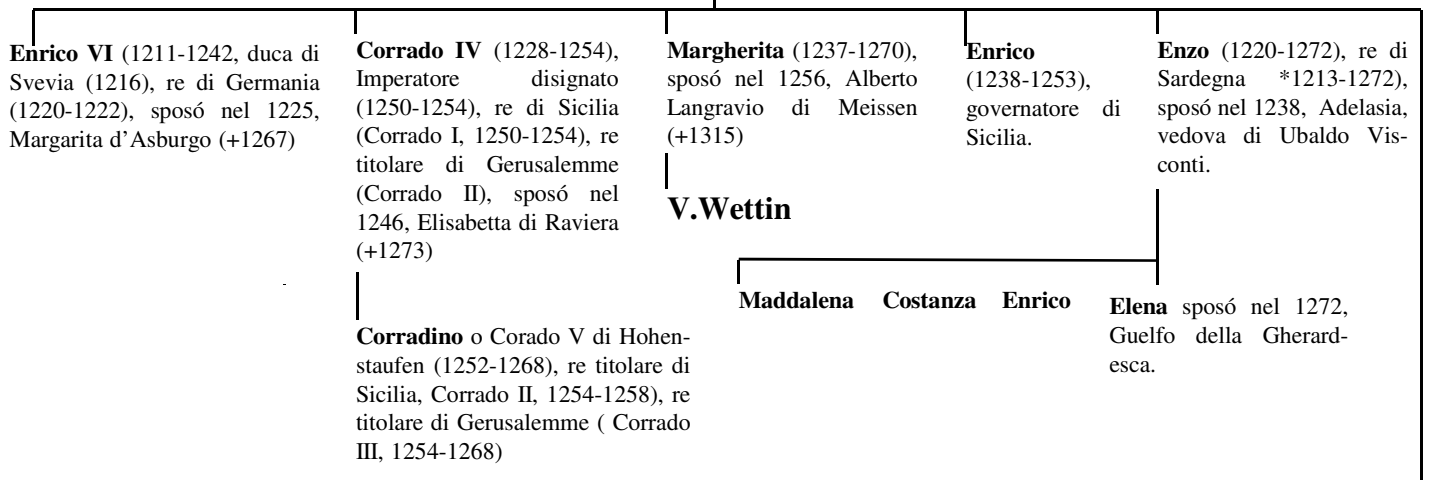 Enrico VI (1211-1242, duca di
Svevia (1216), re di Germania
(1220-1222), sposó nel 1225,
Margarita d'Asburgo (+1267)
Corrado IV (1228-1254),
Imperatore disignato
(1250-1254), re di Sicilia
(Corrado I, 1250-1254), re
titolare di Gerusalemme
(Corrado II), sposó nel
1246, Elisabetta di Raviera
(+1273)
Corradino o Corado V di Hohen-
staufen (1252-1268), re titolare di
Sicilia, Corrado II, 1254-1258), re
titolare di Gerusalemme ( Corrado
III, 1254-1268)
Margherita (1237-1270),
sposó nel 1256, Alberto
Langravio di Meissen
(+1315)
V.Wettin
Enrico
(1238-1253),
governatore di
Sicilia.
Enzo (1220-1272), re di
Sardegna *1213-1272),
sposó nel 1238, Adelasia,
vedova di Ubaldo Vis-
conti.
Maddalena Costanza Enrico
Elena sposó nel 1272,
Guelfo della Gherard-
esca.